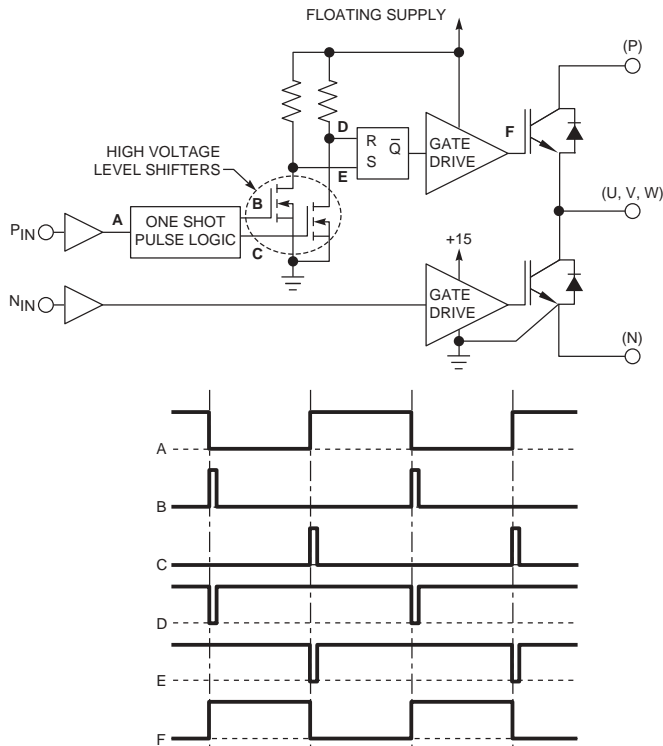 FLOATING SUPPLY
(P)
D
R
S
Q̅
GATE
DRIVE
F
HIGH VOLTAGE
LEVEL SHIFTERS
E
(U, V, W)
B
PIN
A
ONE SHOT
PULSE LOGIC
C
+15
NIN
GATE
DRIVE
(N)
A
B
C
D
E
F